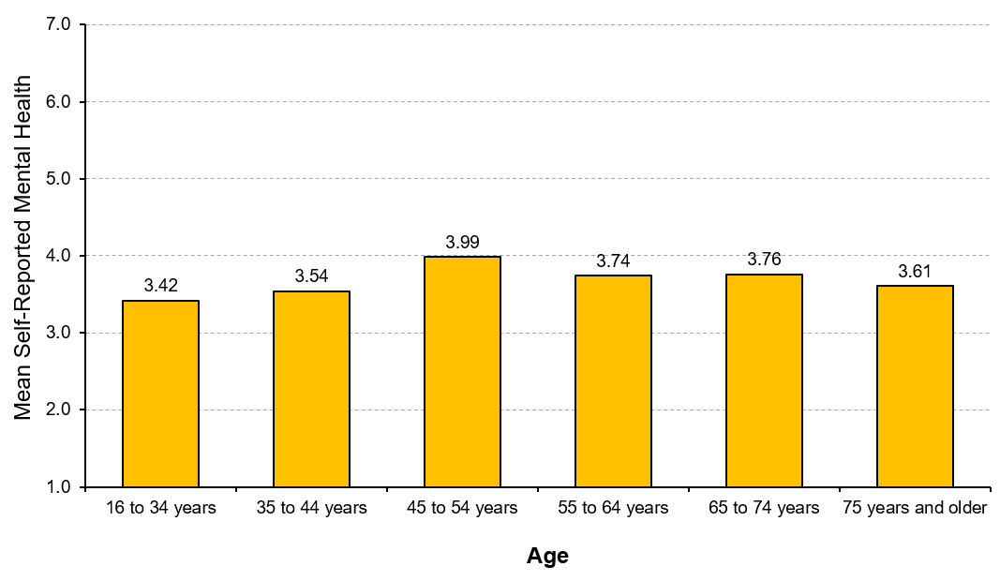 Mean Self-Reported Mental Health
7.0
6.0
5.0
4.0
3.0
2.0
1.0
3.42
3.54
3.99
3.74
3.76
3.61
16 to 34 years
35 to 44 years
45 to 54 years
55 to 64 years
65 to 74 years
75 years and older
Age